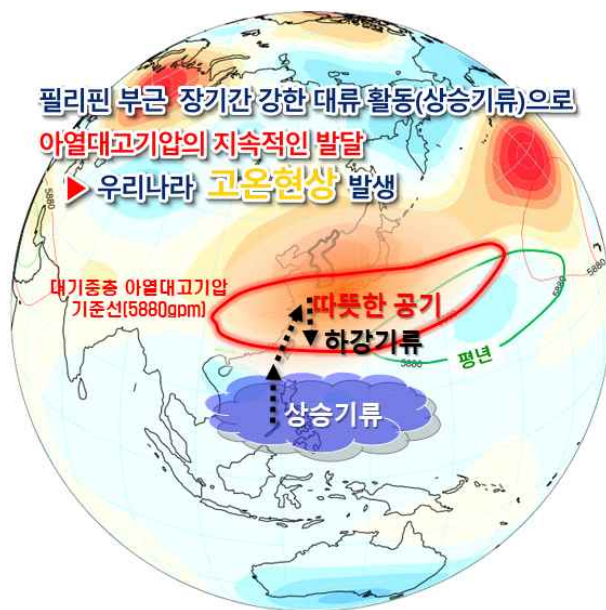 필리핀 부근 장기간 강한 대류 활동(상승기류)으로
아열대고기압의 지속적인 발달
▶ 우리나라 고온현상 발생
5880
5880
5880
대기중층 아열대고기압
기준선(5880gpm)
따뜻한 공기
하강기류
5880
평년
상승기류